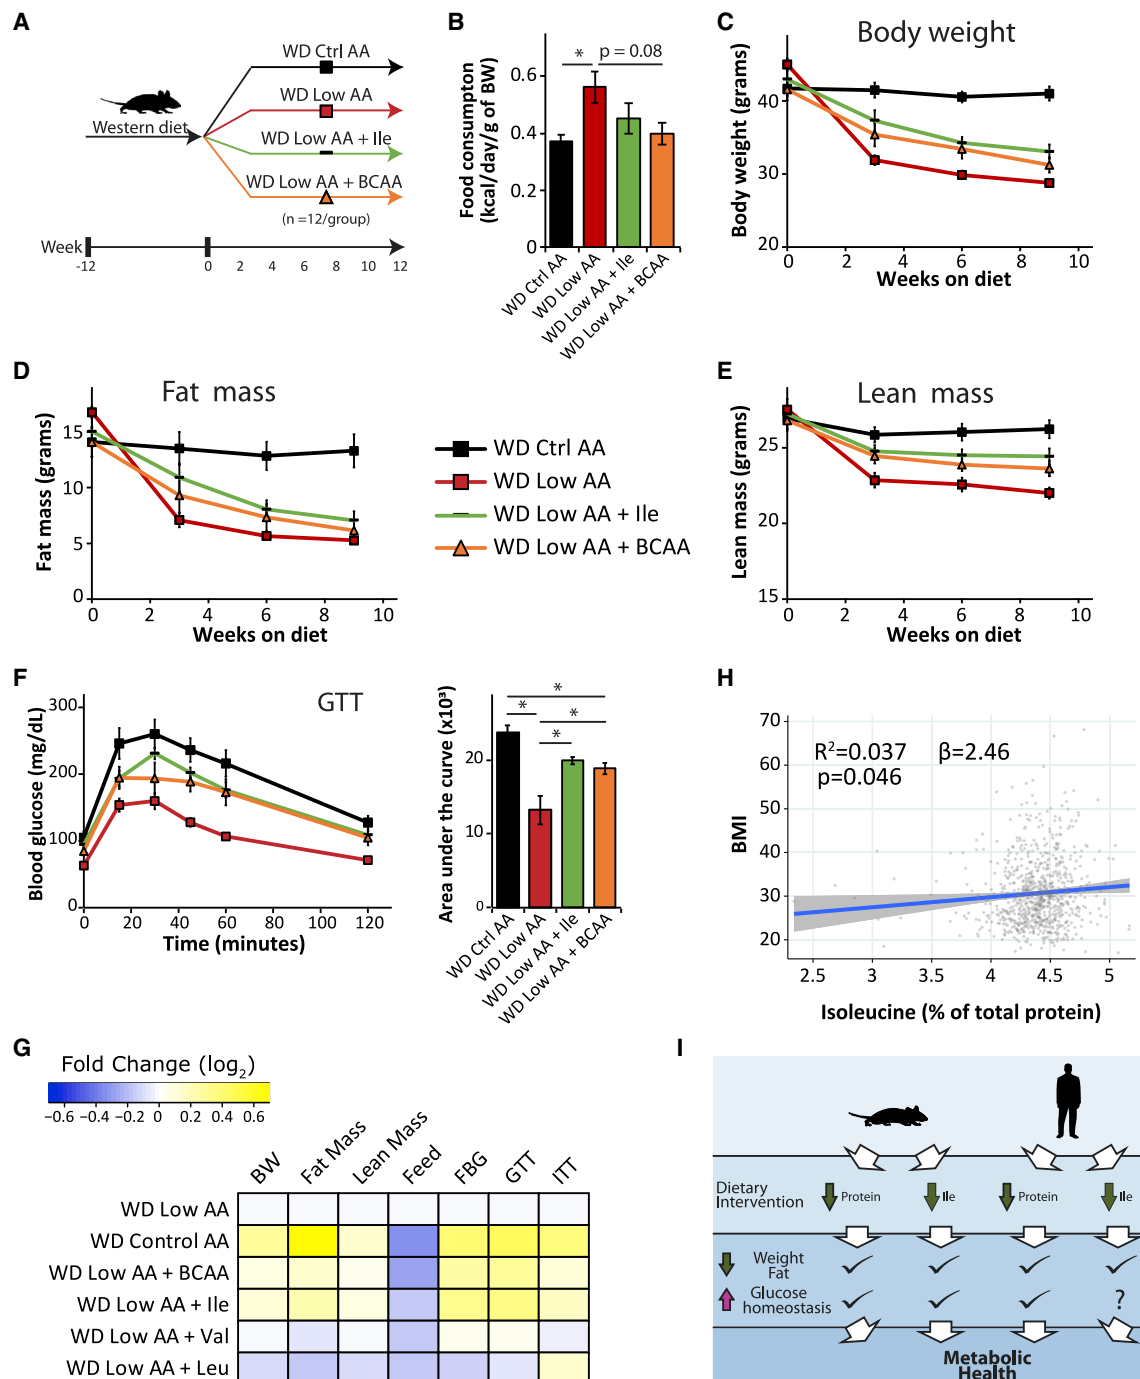 A
WD Ctrl AA
WD Low AA
Western diet
WD Low AA + Ile
WD Low AA + BCAA
(n =12/group)
Week
-12 0 2 4 6 8 10 12
B
* p = 0.08
Food consumption
(kcal/day/g of BW)
0.6
0.4
0.2
0
WD Ctrl AA
WD Low AA
WD Low AA + Ile
WD Low AA + BCAA
C
Body weight
Body weight (grams)
40
30
20
0 2 4 6 8 10
Weeks on diet
D
Fat mass
Fat mass (grams)
15
10
5
0
0 2 4 6 8 10
Weeks on diet
WD Ctrl AA
WD Low AA
WD Low AA + Ile
WD Low AA + BCAA
E
Lean mass
Lean mass (grams)
25
20
15
0 2 4 6 8 10
Weeks on diet
F
GTT
Blood glucose (mg/dL)
300
200
100
0
0 20 40 60 80 100 120
Time (minutes)
Area under the curve (x10³)
20
10
0
*
* *
*
WD Ctrl AA
WD Low AA
WD Low AA + Ile
WD Low AA + BCAA
H
BMI
70
60
50
40
30
20
R²=0.037 β=2.46
p=0.046
2.5 3 3.5 4 4.5 5
Isoleucine (% of total protein)
G
Fold Change (log₂)
−0.6 −0.4 −0.2 0 0.2 0.4 0.6
BW Fat Mass Lean Mass Feed FBG GTT ITT
WD Low AA
WD Control AA
WD Low AA + BCAA
WD Low AA + Ile
WD Low AA + Val
WD Low AA + Leu
I
Dietary
Intervention
Protein Ile Protein Ile
Weight
Fat
Glucose
homeostasis
?
Metabolic
Health